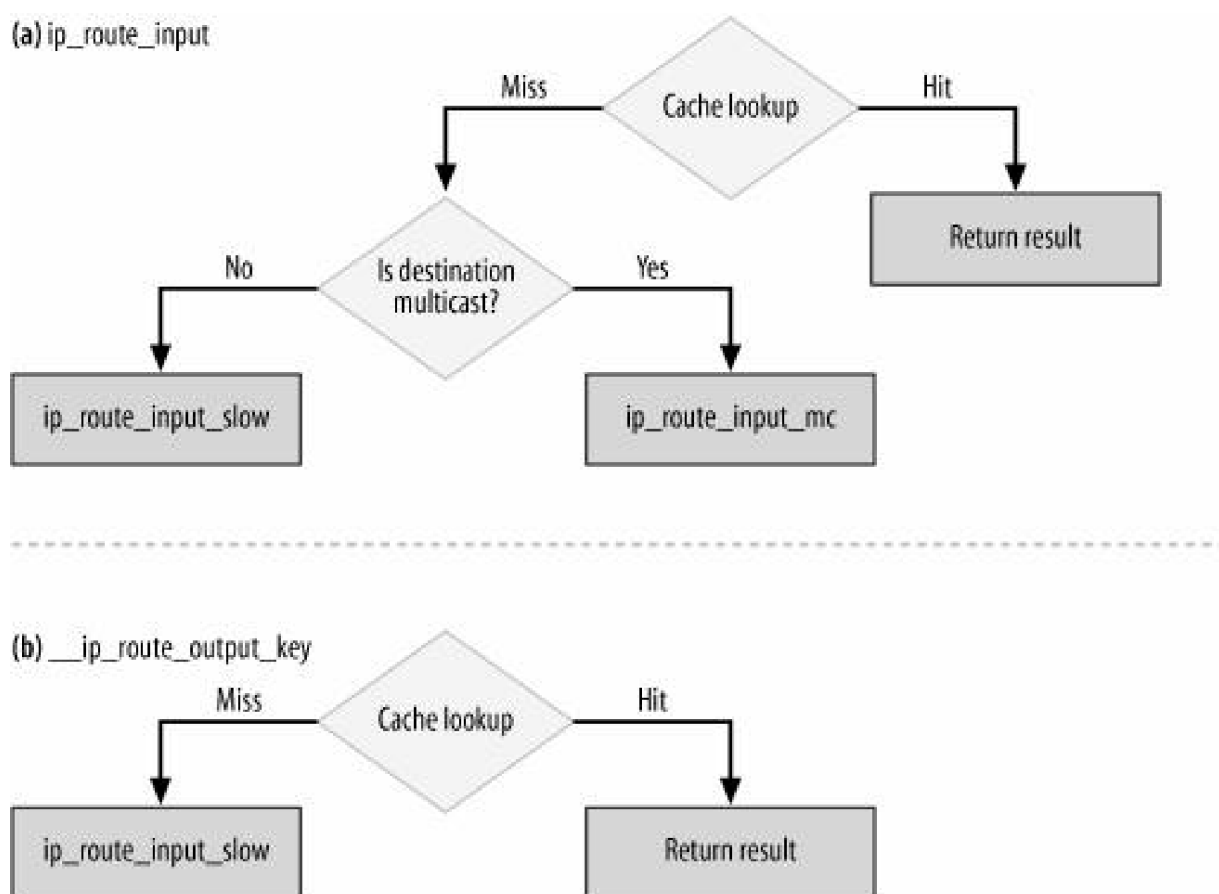 (a) ip_route_input
Miss
Cache lookup
Hit
Return result
No
Is destination
multicast?
Yes
ip_route_input_slow
ip_route_input_mc
(b) __ip_route_output_key
Miss
Cache lookup
Hit
ip_route_input_slow
Return result